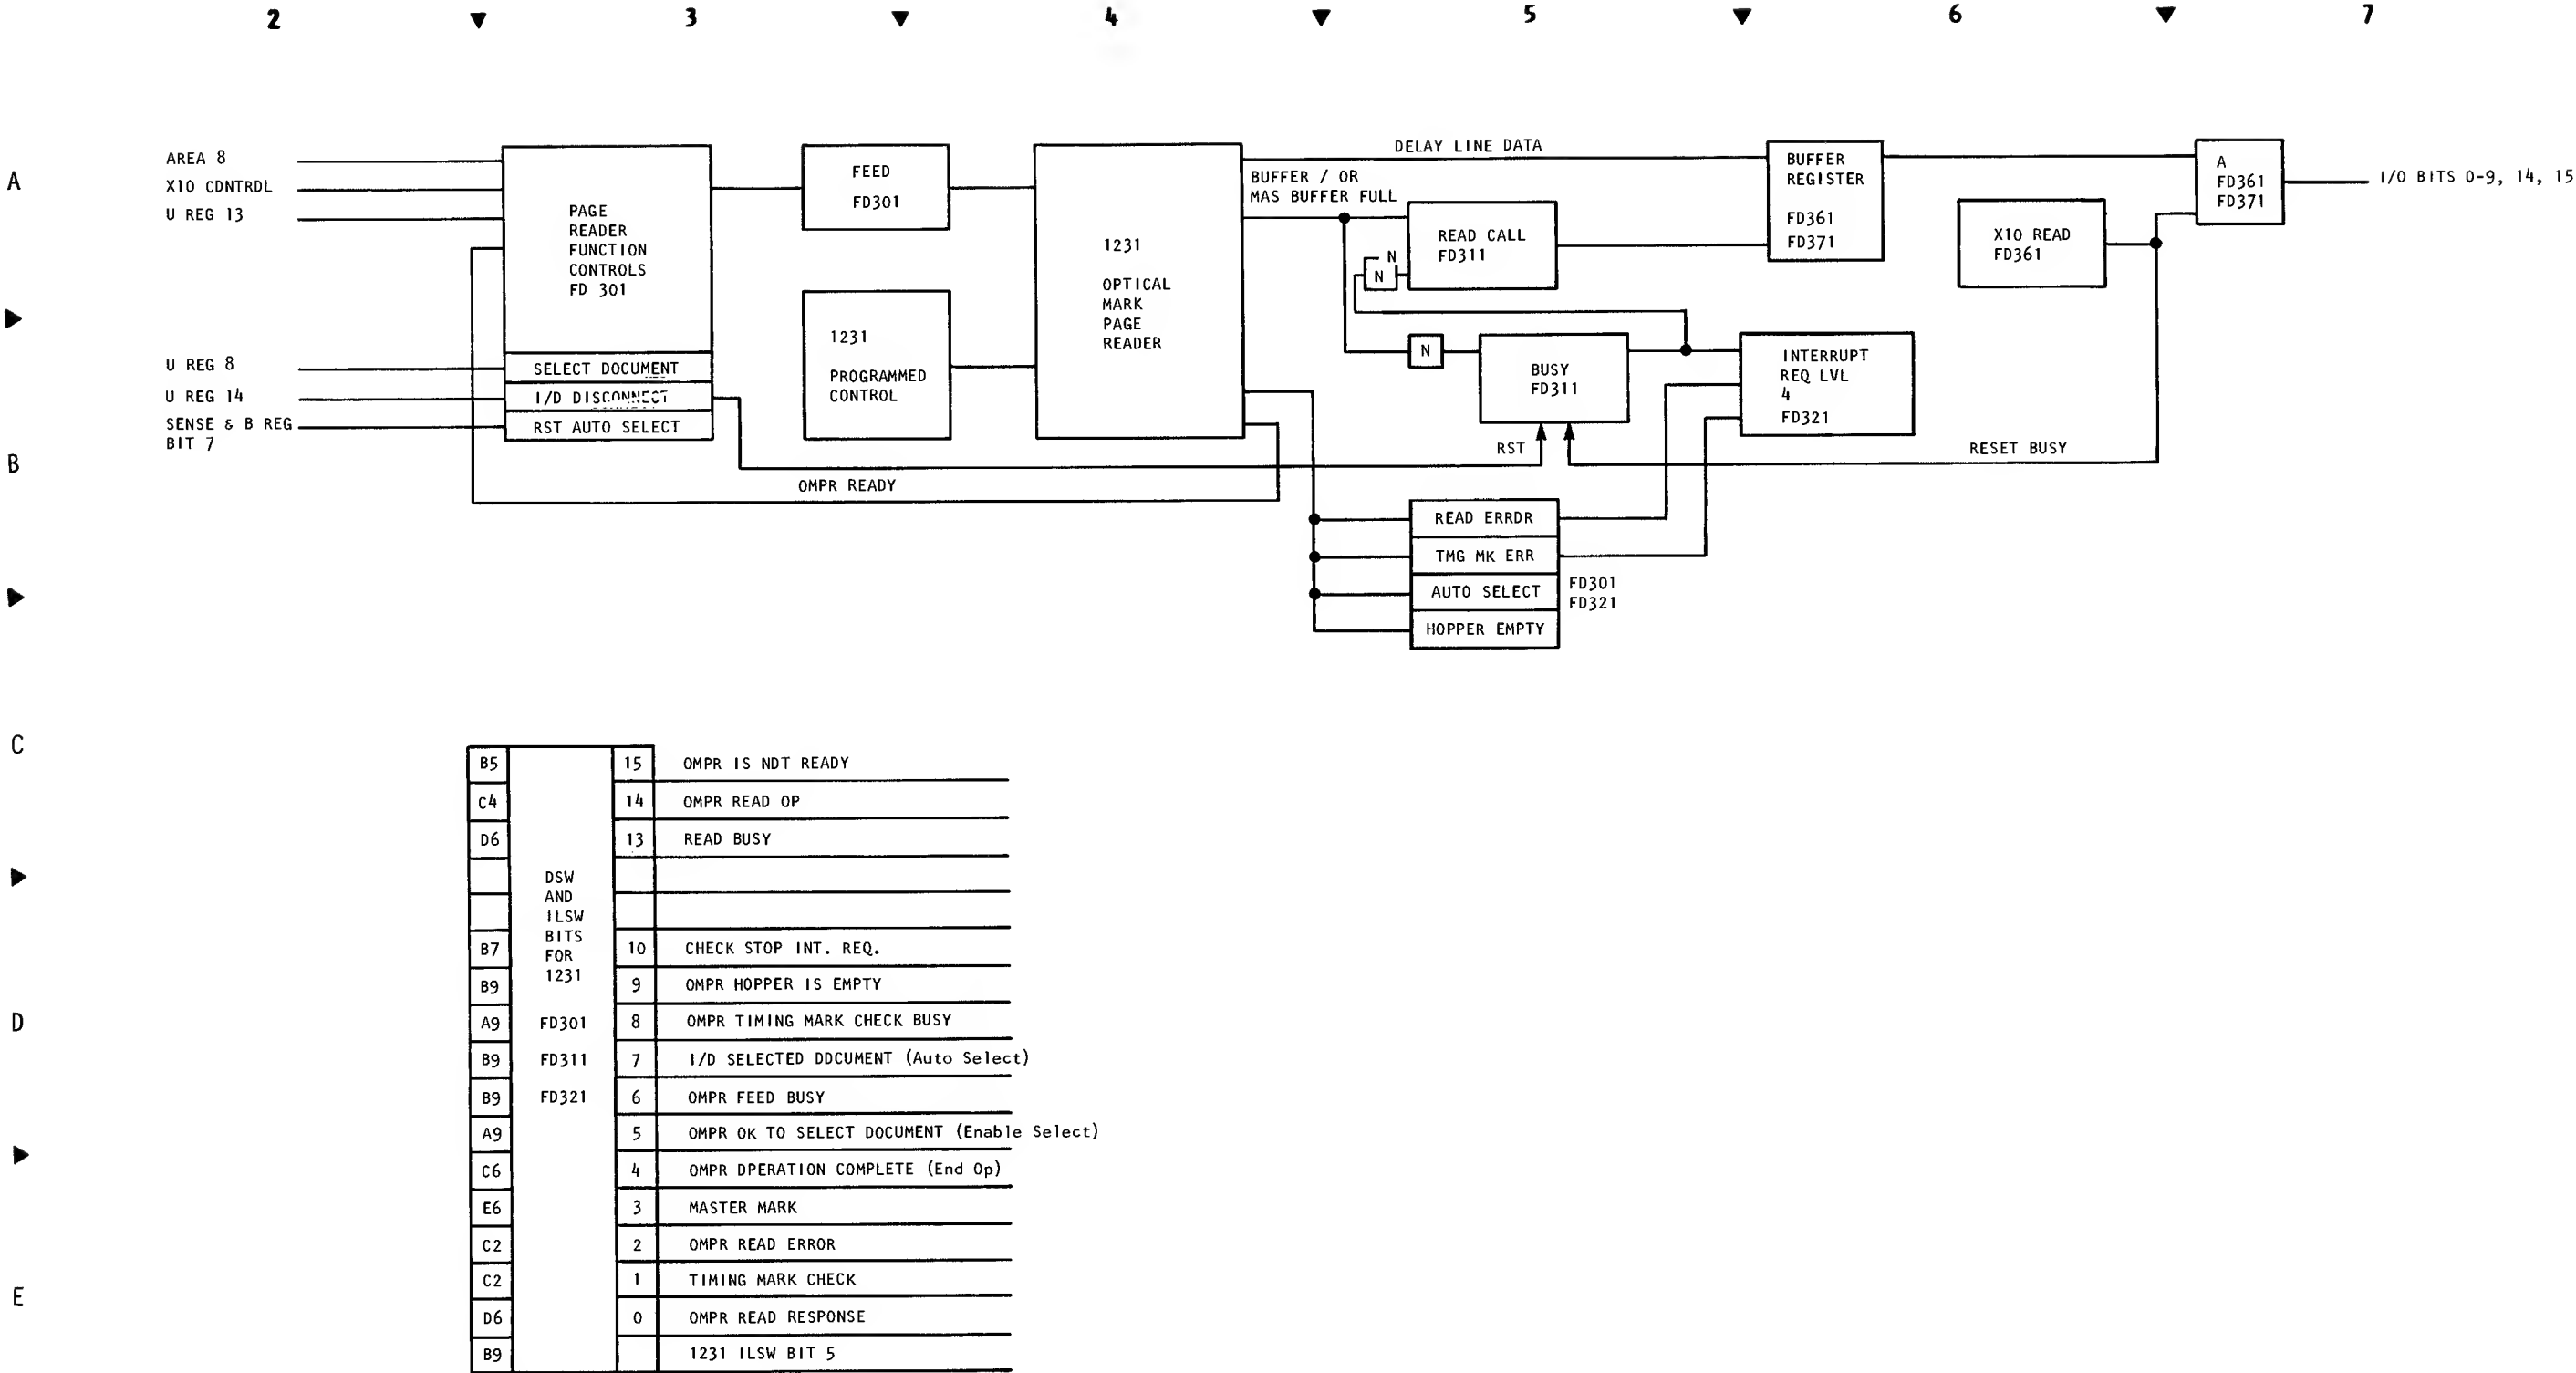 2 ▼ 3 ▼ 4 ▼ 5 ▼ 6 ▼ 7
A
B
C
D
E
AREA 8
X10 CDNTRDL
U REG 13
U REG 8
U REG 14
SENSE & B REG
BIT 7
PAGE
READER
FUNCTION
CONTROLS
FD 301
SELECT DOCUMENT
I/D DISCONNECT
RST AUTO SELECT
FEED
FD301
1231
PROGRAMMED
CONTROL
OMPR READY
1231
OPTICAL
MARK
PAGE
READER
DELAY LINE DATA
BUFFER / OR
MAS BUFFER FULL
READ CALL
FD311
N
N
N
BUSY
FD311
RST
BUFFER
REGISTER
FD361
FD371
INTERRUPT
REQ LVL
4
FD321
X10 READ
FD361
RESET BUSY
A
FD361
FD371
I/O BITS 0-9, 14, 15
READ ERRDR
TMG MK ERR
AUTO SELECT
HOPPER EMPTY
FD301
FD321
DSW
AND
ILSW
BITS
FOR
1231
FD301
FD311
FD321
B5 15 OMPR IS NDT READY
C4 14 OMPR READ OP
D6 13 READ BUSY
B7 10 CHECK STOP INT. REQ.
B9 9 OMPR HOPPER IS EMPTY
A9 8 OMPR TIMING MARK CHECK BUSY
B9 7 I/D SELECTED DDCUMENT (Auto Select)
B9 6 OMPR FEED BUSY
A9 5 OMPR OK TO SELECT DOCUMENT (Enable Select)
C6 4 OMPR DPERATION COMPLETE (End Op)
E6 3 MASTER MARK
C2 2 OMPR READ ERROR
C2 1 TIMING MARK CHECK
D6 0 OMPR READ RESPONSE
B9 1231 ILSW BIT 5